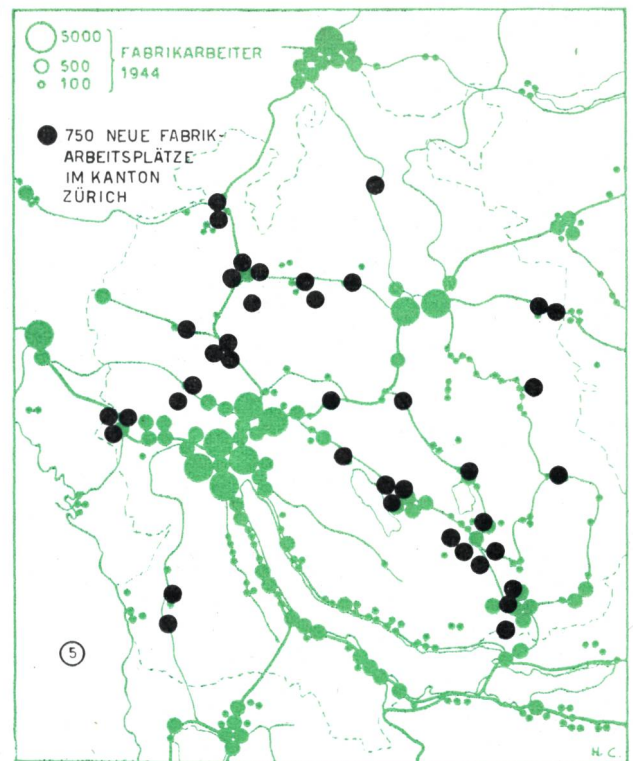 5000
500
100
FABRIKARBEITER
1944
750 NEUE FABRIK-
ARBEITSPLÄTZE
IM KANTON
ZÜRICH
5
H. C.